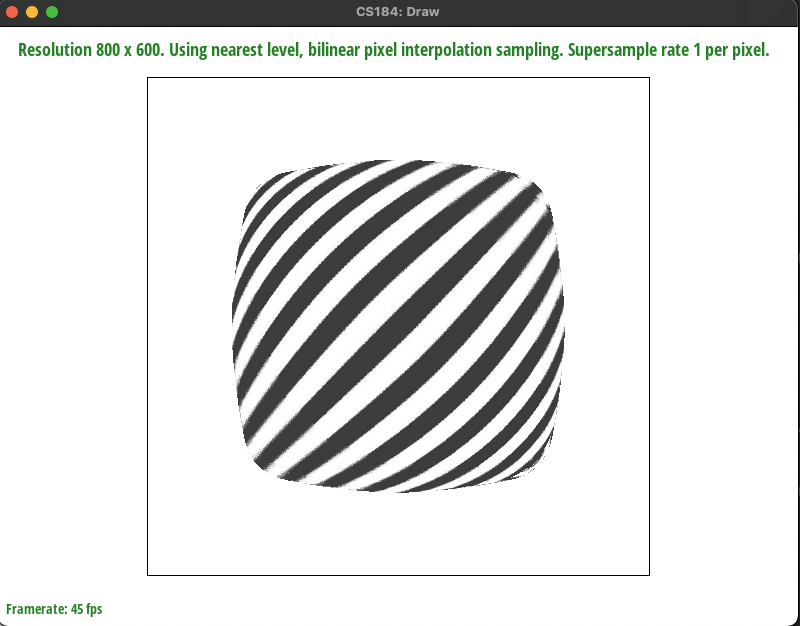 CS184: Draw
Resolution 800 x 600. Using nearest level, bilinear pixel interpolation sampling. Supersample rate 1 per pixel.
Framerate: 45 fps